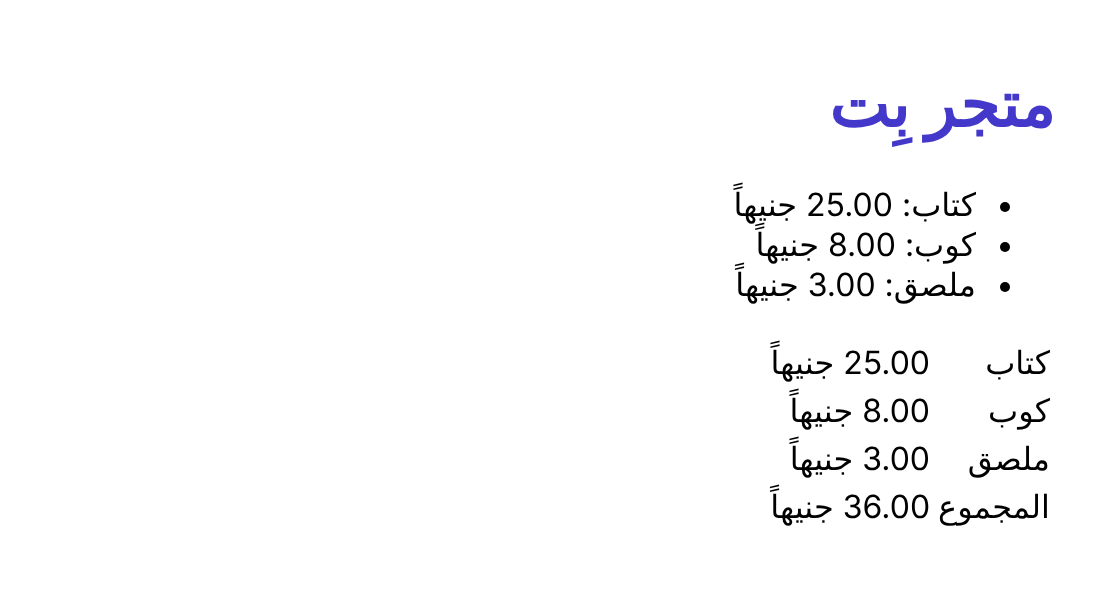 متجر بِت
• كتاب: 25.00 جنيهاً
• كوب: 8.00 جنيهاً
• ملصق: 3.00 جنيهاً
كتاب 25.00 جنيهاً
كوب 8.00 جنيهاً
ملصق 3.00 جنيهاً
المجموع 36.00 جنيهاً